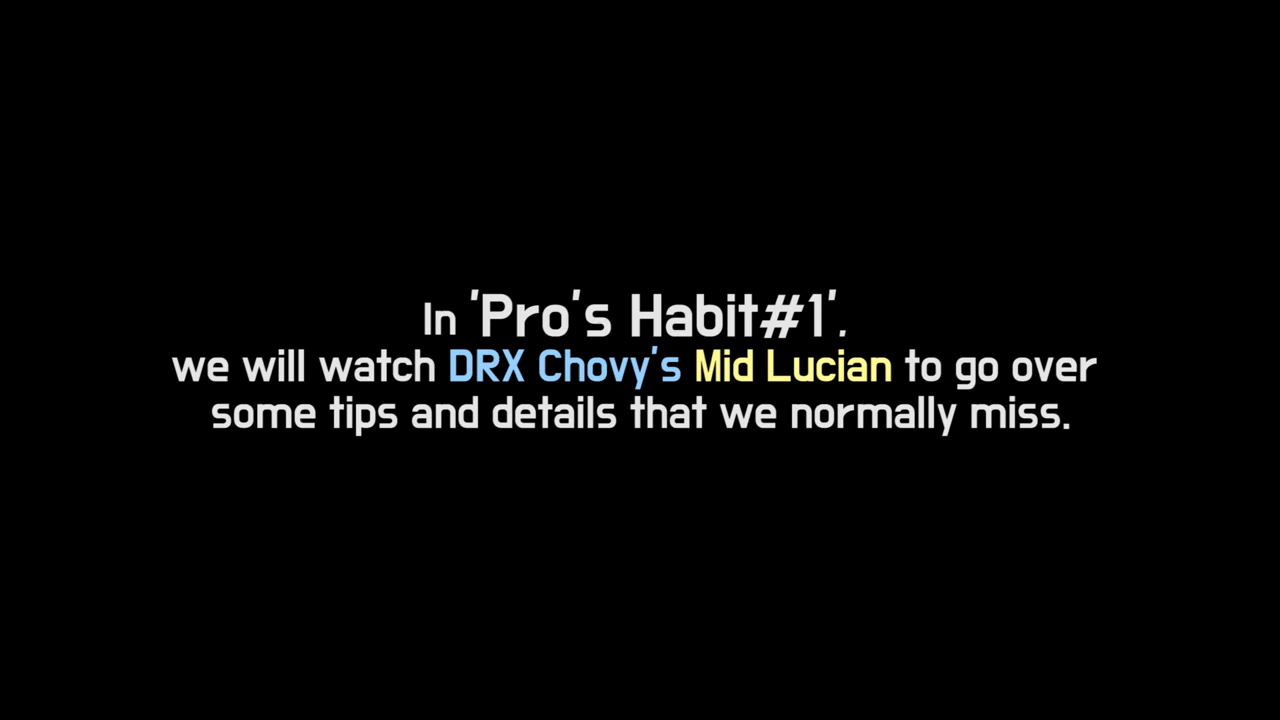 In 'Pro's Habit#1',
we will watch DRX Chovy's Mid Lucian to go over
some tips and details that we normally miss.